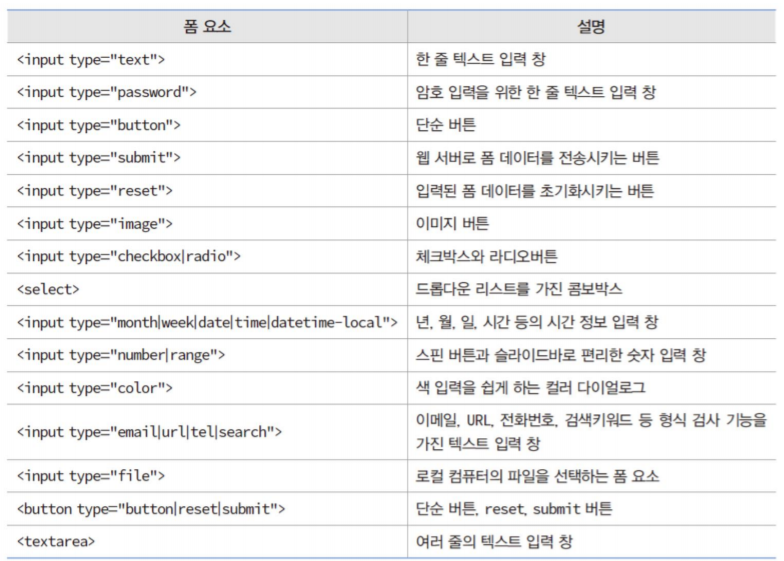 폼 요소 설명
<input type="text"> 한 줄 텍스트 입력 창
<input type="password"> 암호 입력을 위한 한 줄 텍스트 입력 창
<input type="button"> 단순 버튼
<input type="submit"> 웹 서버로 폼 데이터를 전송시키는 버튼
<input type="reset"> 입력된 폼 데이터를 초기화시키는 버튼
<input type="image"> 이미지 버튼
<input type="checkbox|radio"> 체크박스와 라디오버튼
<select> 드롭다운 리스트를 가진 콤보박스
<input type="month|week|date|time|datetime-local"> 년, 월, 일, 시간 등의 시간 정보 입력 창
<input type="number|range"> 스핀 버튼과 슬라이드바로 편리한 숫자 입력 창
<input type="color"> 색 입력을 쉽게 하는 컬러 다이얼로그
<input type="email|url|tel|search"> 이메일, URL, 전화번호, 검색키워드 등 형식 검사 기능을
가진 텍스트 입력 창
<input type="file"> 로컬 컴퓨터의 파일을 선택하는 폼 요소
<button type="button|reset|submit"> 단순 버튼, reset, submit 버튼
<textarea> 여러 줄의 텍스트 입력 창